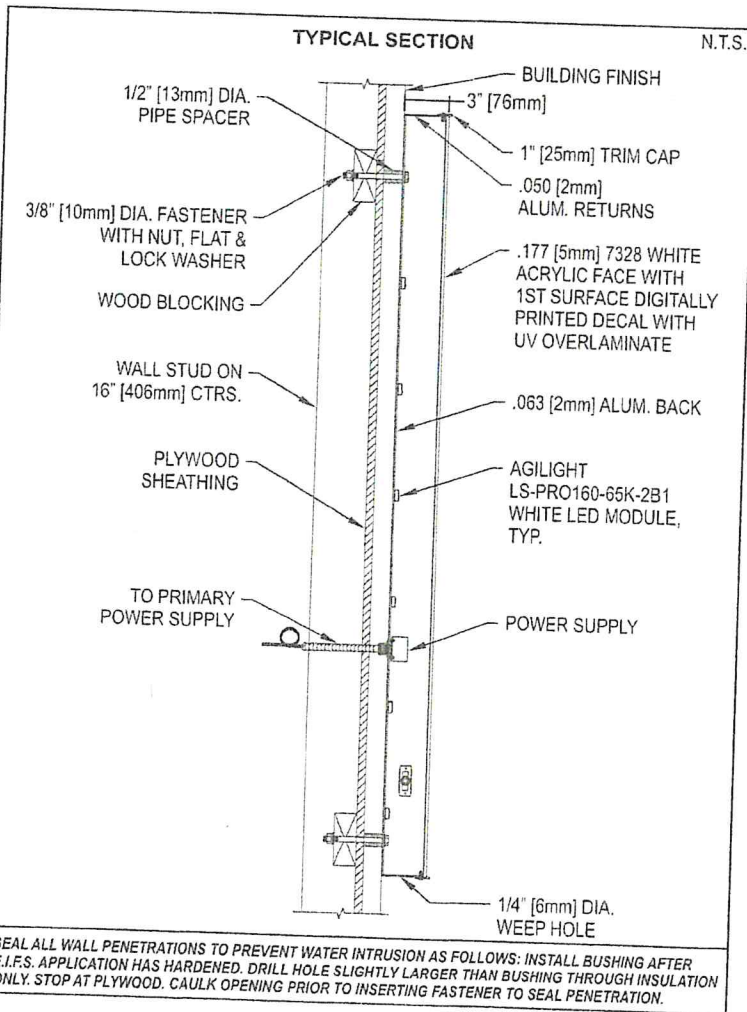 TYPICAL SECTION
N.T.S.
BUILDING FINISH
3" [76mm]
1/2" [13mm] DIA.
PIPE SPACER
1" [25mm] TRIM CAP
.050 [2mm]
ALUM. RETURNS
3/8" [10mm] DIA. FASTENER
WITH NUT, FLAT &
LOCK WASHER
.177 [5mm] 7328 WHITE
ACRYLIC FACE WITH
1ST SURFACE DIGITALLY
PRINTED DECAL WITH
UV OVERLAMINATE
WOOD BLOCKING
WALL STUD ON
16" [406mm] CTRS.
.063 [2mm] ALUM. BACK
PLYWOOD
SHEATHING
AGILIGHT
LS-PRO160-65K-2B1
WHITE LED MODULE,
TYP.
TO PRIMARY
POWER SUPPLY
POWER SUPPLY
1/4" [6mm] DIA.
WEEP HOLE
SEAL ALL WALL PENETRATIONS TO PREVENT WATER INTRUSION AS FOLLOWS: INSTALL BUSHING AFTER
E.I.F.S. APPLICATION HAS HARDENED. DRILL HOLE SLIGHTLY LARGER THAN BUSHING THROUGH INSULATION
ONLY. STOP AT PLYWOOD. CAULK OPENING PRIOR TO INSERTING FASTENER TO SEAL PENETRATION.